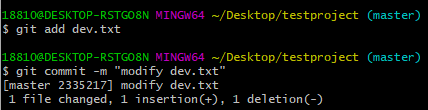 18810@DESKTOP-RSTGO8N MINGW64 ~/Desktop/testproject (master)
$ git add dev.txt
18810@DESKTOP-RSTGO8N MINGW64 ~/Desktop/testproject (master)
$ git commit -m "modify dev.txt"
[master 2335217] modify dev.txt
 1 file changed, 1 insertion(+), 1 deletion(-)